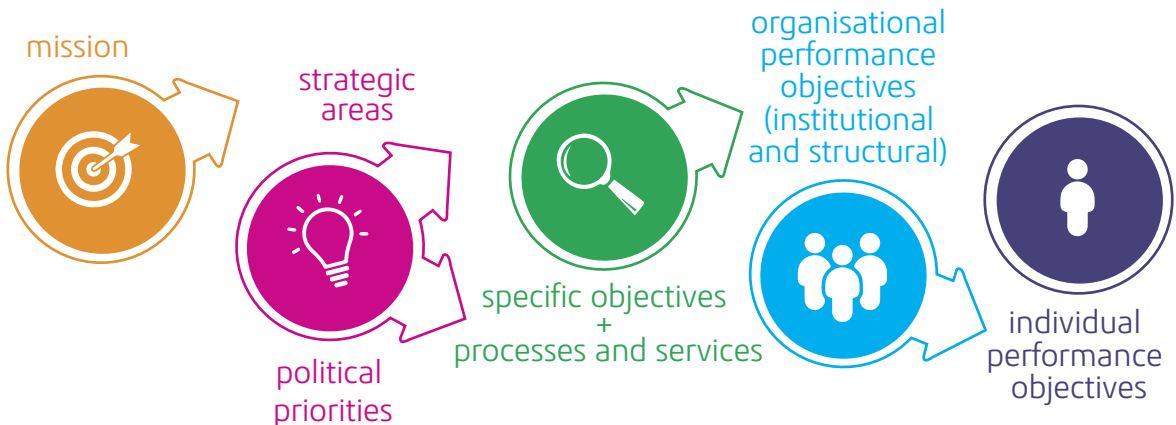 mission
strategic
areas
political
priorities
specific objectives
+
processes and services
organisational
performance
objectives
(institutional
and structural)
individual
performance
objectives